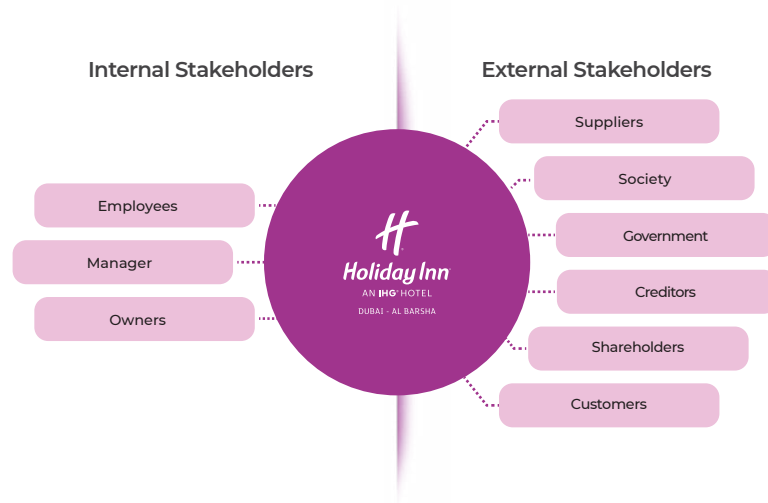 Internal Stakeholders
External Stakeholders
Employees
Manager
Owners
Holiday Inn
AN IHG® HOTEL
DUBAI - AL BARSHA
Suppliers
Society
Government
Creditors
Shareholders
Customers